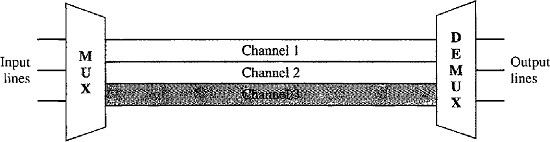 Input
lines
M
U
X
Channel 1
Channel 2
Channel 3
D
E
M
U
X
Output
lines